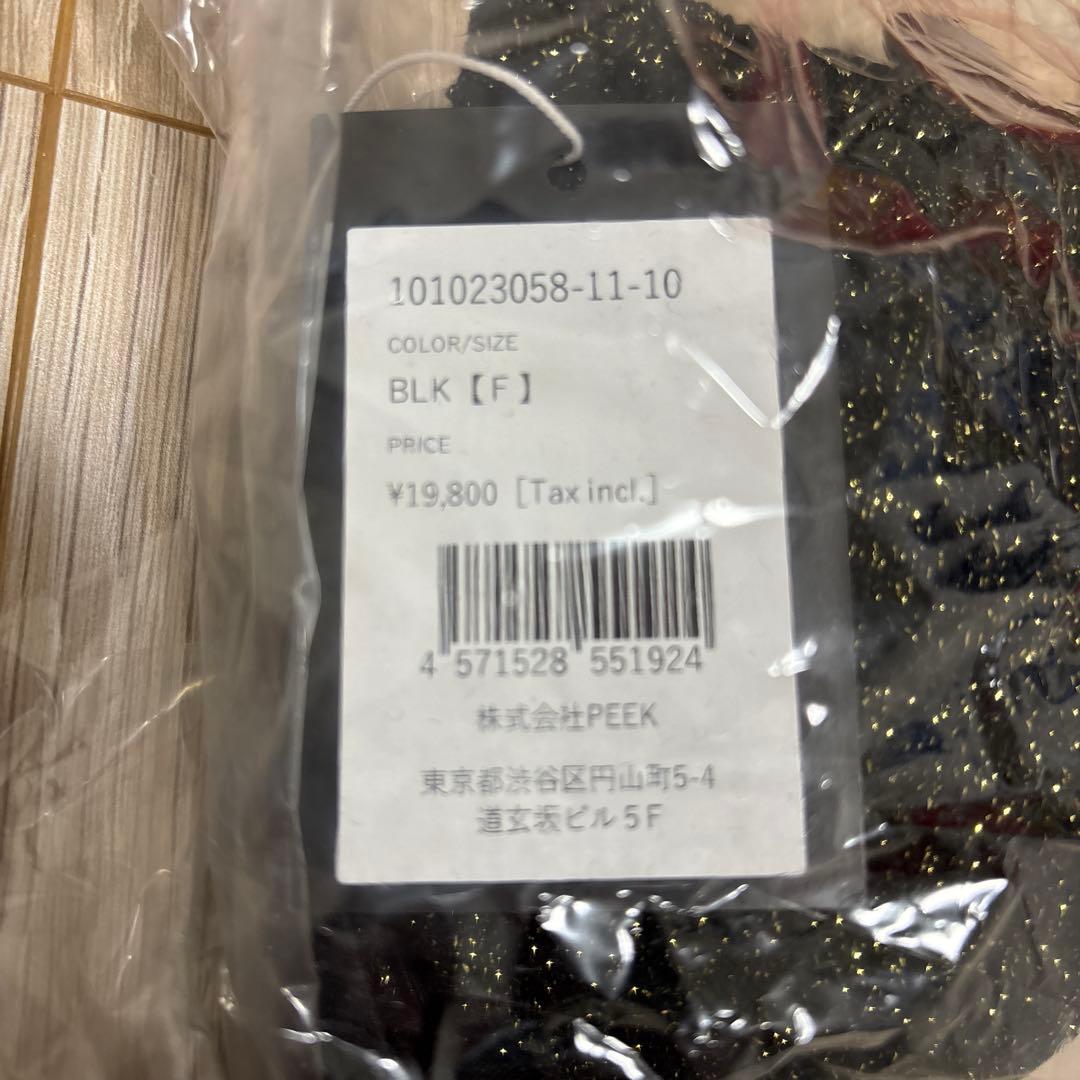 101023058-11-10
COLOR/SIZE
BLK【F】
PRICE
¥19,800 [Tax incl.]
4 571528 551924
株式会社PEEK
東京都渋谷区円山町5-4
道玄坂ビル5F